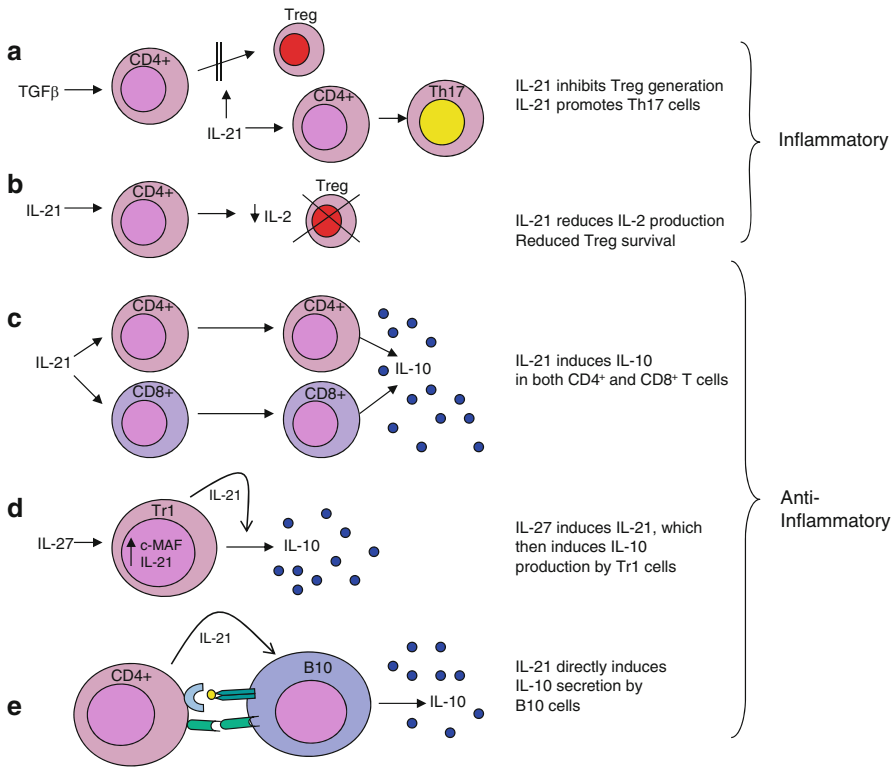 a
Treg
CD4+
TGFβ
IL-21
CD4+
Th17
IL-21 inhibits Treg generation
IL-21 promotes Th17 cells
Inflammatory
b
IL-21
CD4+
IL-2
Treg
IL-21 reduces IL-2 production
Reduced Treg survival
c
IL-21
CD4+
CD4+
CD8+
CD8+
IL-10
IL-21 induces IL-10
in both CD4⁺ and CD8⁺ T cells
d
IL-27
Tr1
c-MAF
IL-21
IL-21
IL-10
IL-27 induces IL-21, which
then induces IL-10
production by Tr1 cells
Anti-
Inflammatory
e
CD4+
IL-21
B10
IL-10
IL-21 directly induces
IL-10 secretion by
B10 cells